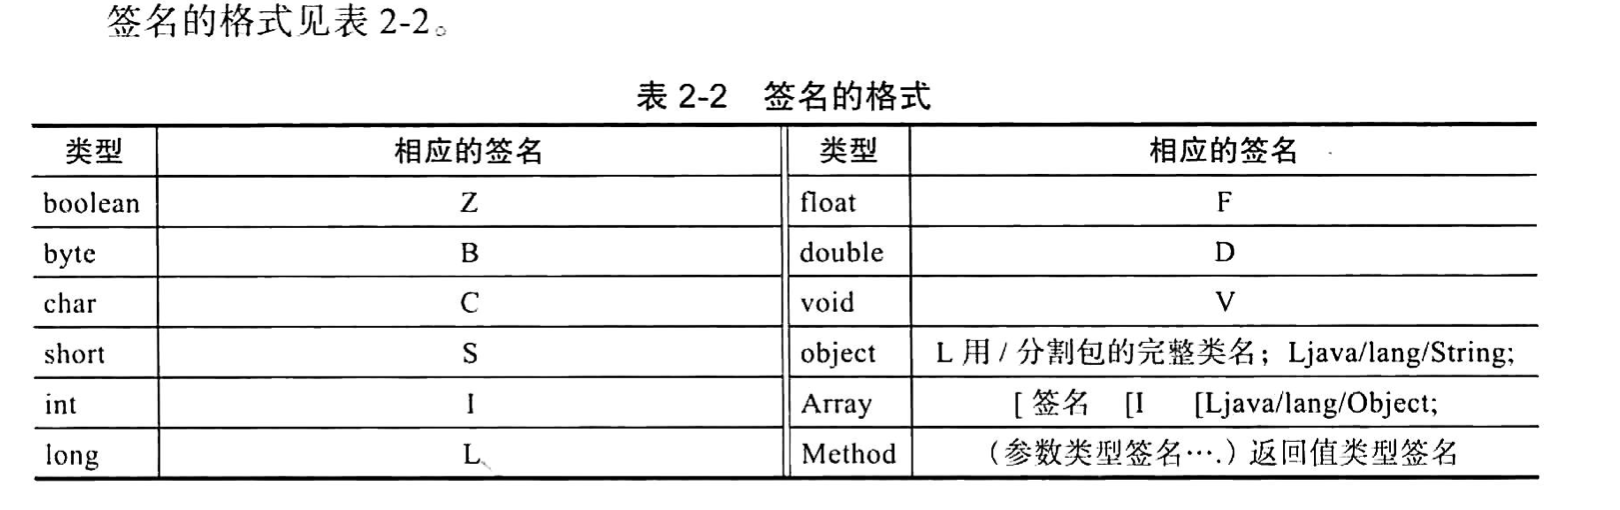 签名的格式见表 2-2。
表 2-2 签名的格式
类型 相应的签名 类型 相应的签名
boolean Z float F
byte B double D
char C void V
short S object L 用 / 分割包的完整类名；Ljava/lang/String;
int I Array [ 签名 [I [Ljava/lang/Object;
long L Method （参数类型签名….）返回值类型签名